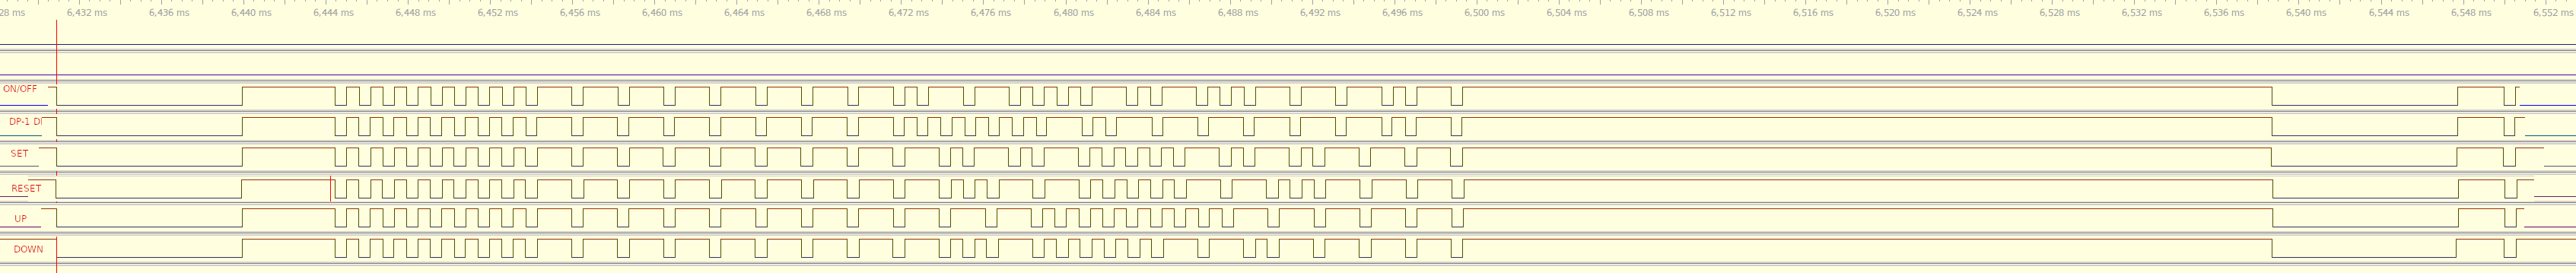 28 ms 6,432 ms 6,436 ms 6,440 ms 6,444 ms 6,448 ms 6,452 ms 6,456 ms 6,460 ms 6,464 ms 6,468 ms 6,472 ms 6,476 ms 6,480 ms 6,484 ms 6,488 ms 6,492 ms 6,496 ms 6,500 ms 6,504 ms 6,508 ms 6,512 ms 6,516 ms 6,520 ms 6,524 ms 6,528 ms 6,532 ms 6,536 ms 6,540 ms 6,544 ms 6,548 ms 6,552 ms
ON/OFF
DP-1 D
SET
RESET
UP
DOWN